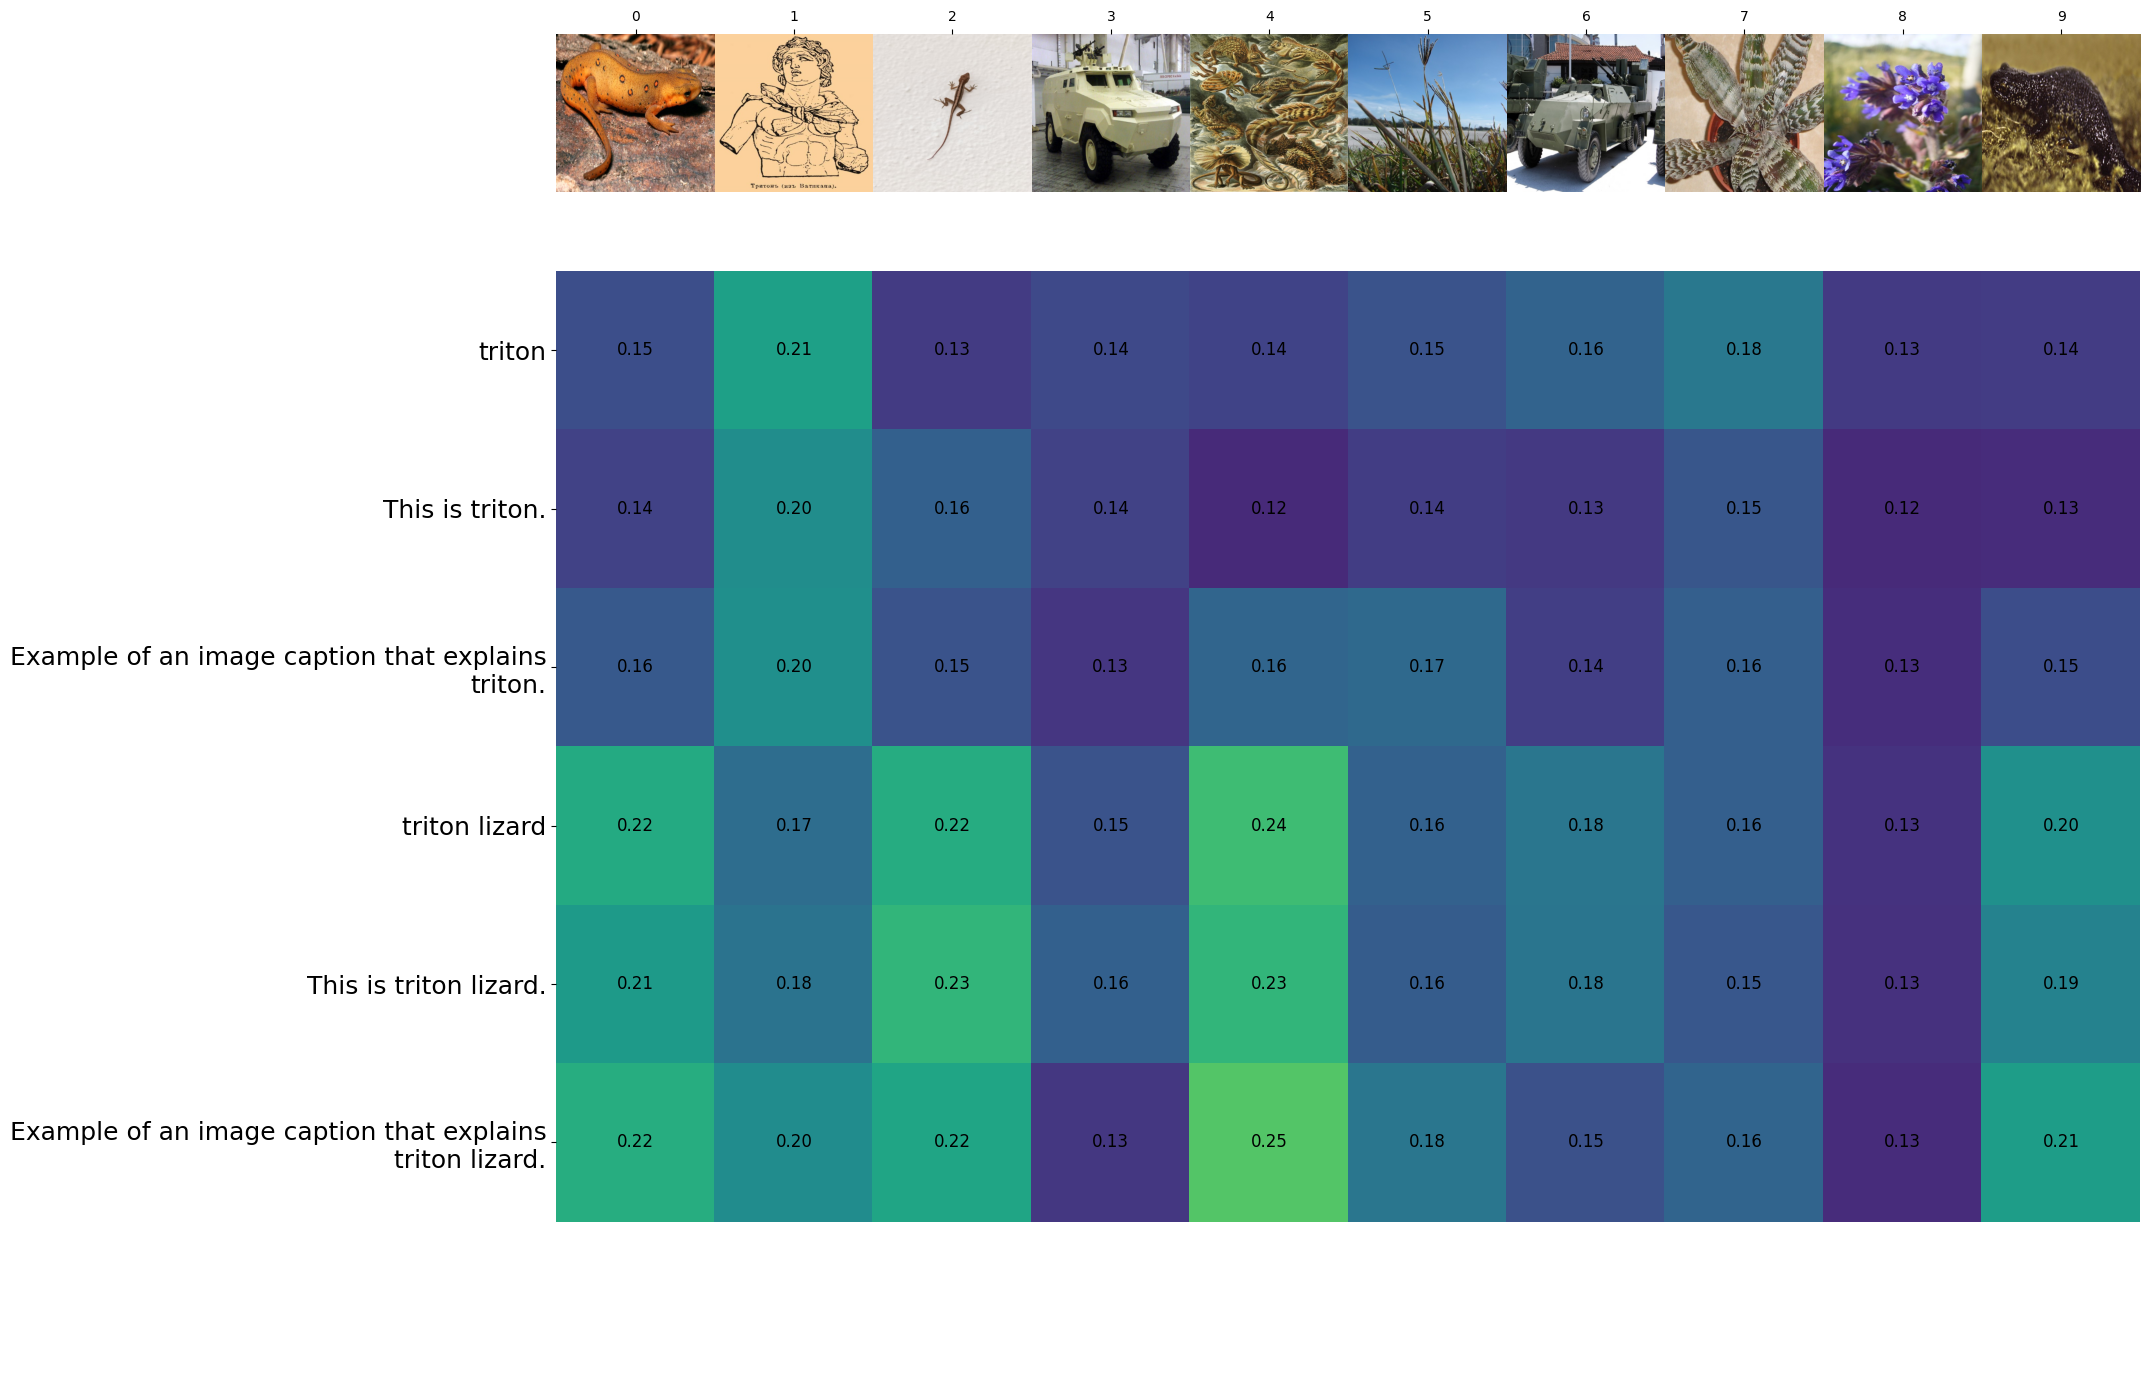 0 1 2 3 4 5 6 7 8 9
Тритонъ (изъ Ватикана).
triton 0.15 0.21 0.13 0.14 0.14 0.15 0.16 0.18 0.13 0.14
This is triton. 0.14 0.20 0.16 0.14 0.12 0.14 0.13 0.15 0.12 0.13
Example of an image caption that explains
triton. 0.16 0.20 0.15 0.13 0.16 0.17 0.14 0.16 0.13 0.15
triton lizard 0.22 0.17 0.22 0.15 0.24 0.16 0.18 0.16 0.13 0.20
This is triton lizard. 0.21 0.18 0.23 0.16 0.23 0.16 0.18 0.15 0.13 0.19
Example of an image caption that explains
triton lizard. 0.22 0.20 0.22 0.13 0.25 0.18 0.15 0.16 0.13 0.21